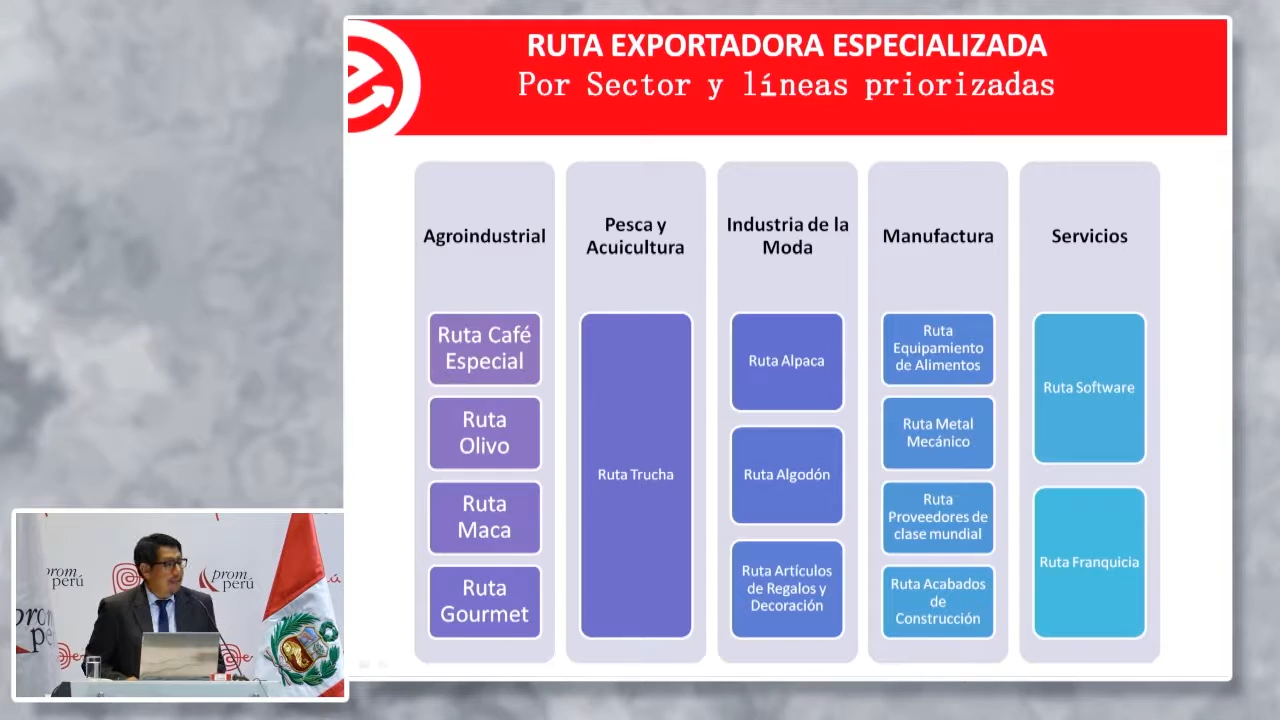 RUTA EXPORTADORA ESPECIALIZADA
Por Sector y líneas priorizadas
Agroindustrial
Ruta Café
Especial
Ruta
Olivo
Ruta
Maca
Ruta
Gourmet
Pesca y
Acuicultura
Ruta Trucha
Industria de la
Moda
Ruta Alpaca
Ruta Algodón
Ruta Artículos
de Regalos y
Decoración
Manufactura
Ruta
Equipamiento
de Alimentos
Ruta Metal
Mecánico
Ruta
Proveedores de
clase mundial
Ruta Acabados
de
Construcción
Servicios
Ruta Software
Ruta Franquicia
prom
perú